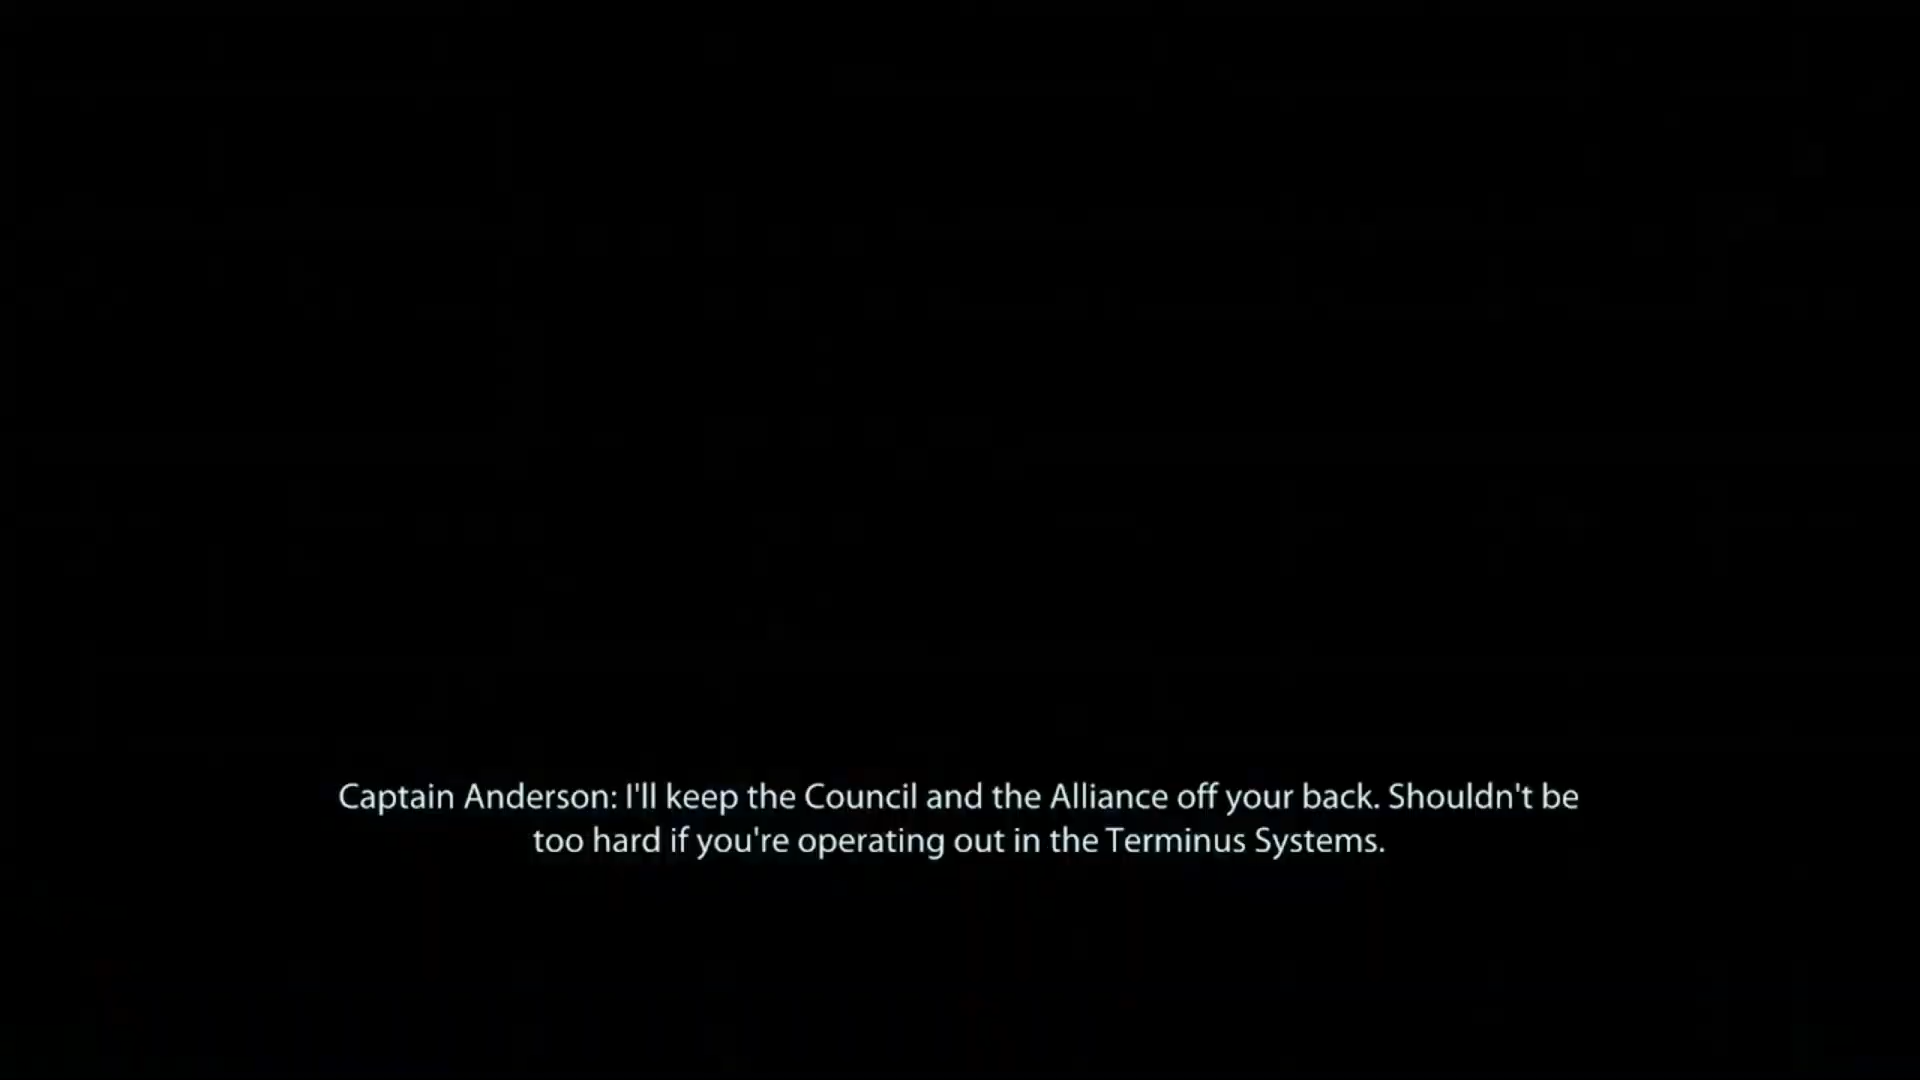 Captain Anderson: I'll keep the Council and the Alliance off your back. Shouldn't be
too hard if you're operating out in the Terminus Systems.